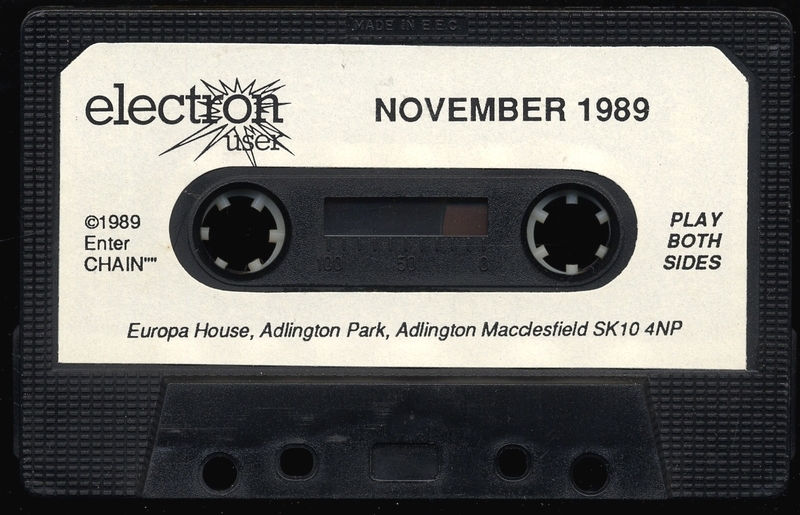 MADE IN E.E.C.
electron
user
NOVEMBER 1989
©1989
Enter
CHAIN""
PLAY
BOTH
SIDES
100 50 0
Europa House, Adlington Park, Adlington Macclesfield SK10 4NP